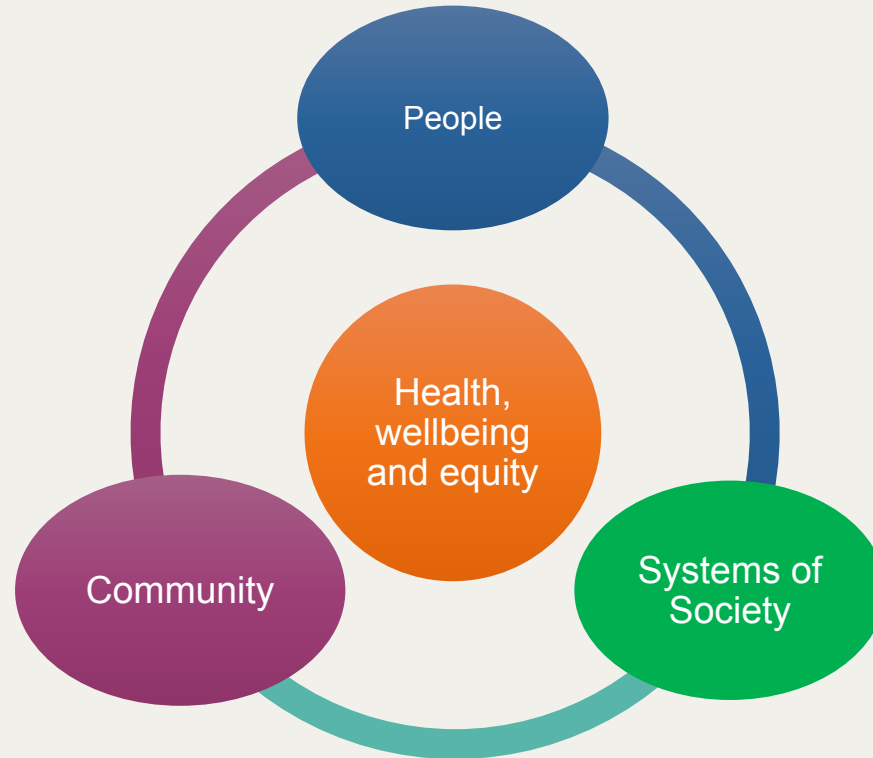 People
Health,
wellbeing
and equity
Community
Systems of
Society